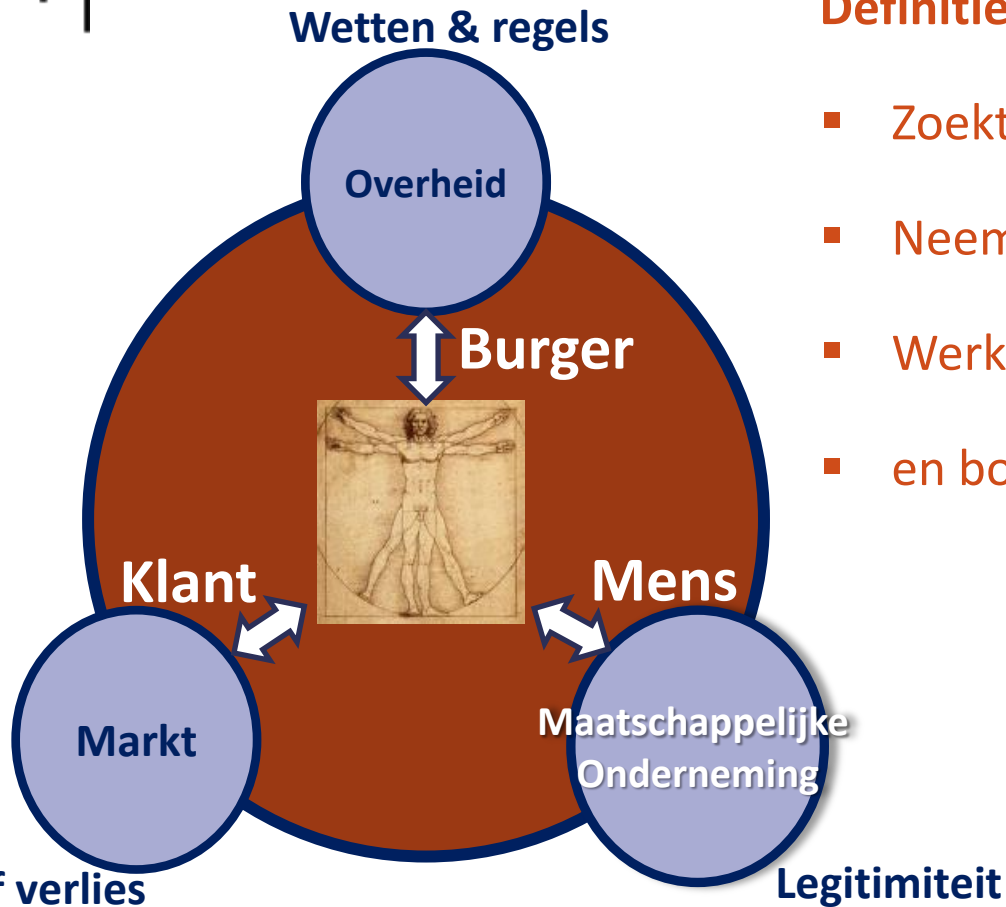 Wetten & regels
Definitie
Overheid
Zoekt
Neem
Burger
Werk
en bo
Klant
Mens
Markt
Maatschappelijke
Onderneming
verlies
Legitimiteit